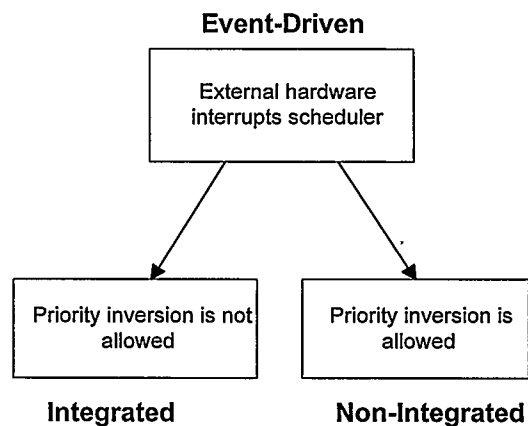 Event-Driven
External hardware
interrupts scheduler
Priority inversion is not
allowed
Priority inversion is
allowed
Integrated
Non-Integrated